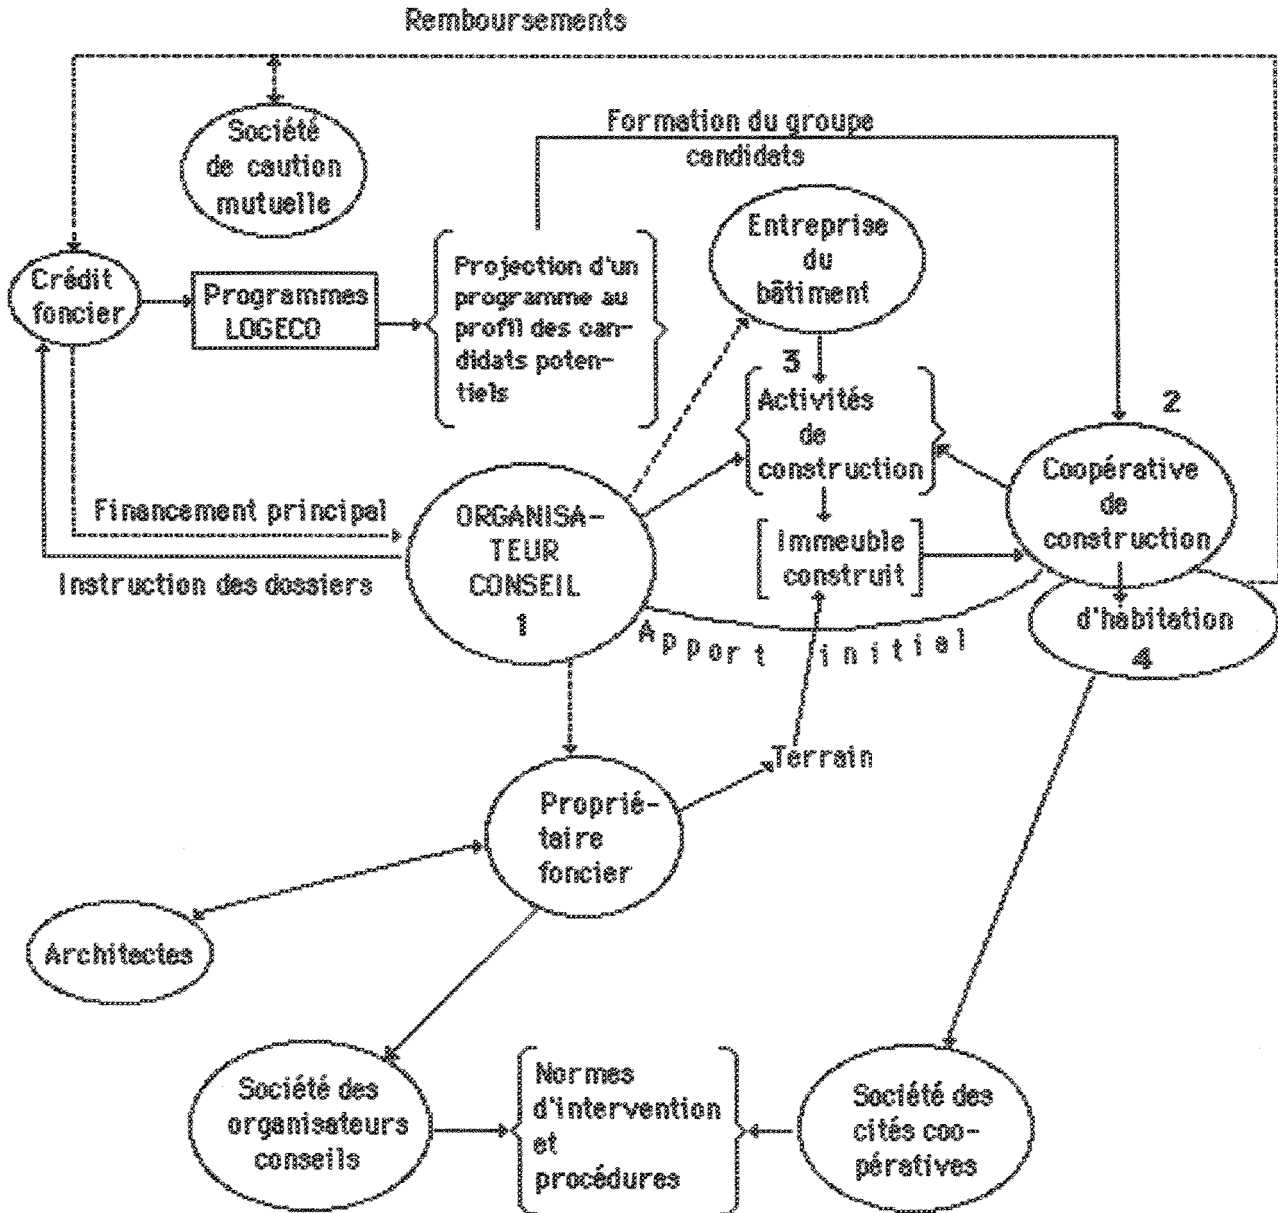 Remboursements
Société
de caution
mutuelle
Formation du groupe
candidats
Crédit
foncier
Programmes
LOGECO
Projection d'un
programme au
profil des can-
didats poten-
tiels
Entreprise
du
bâtiment
3
Activités
de
construction
2
Coopérative
de
construction
Financement principal
Instruction des dossiers
ORGANISA-
TEUR
CONSEIL
1
Immeuble
construit
d'habitation
4
Apport initial
Terrain
Proprié-
taire
foncier
Architectes
Société des
organisateurs
conseils
Normes
d'intervention
et
procédures
Société des
cités coo-
pératives